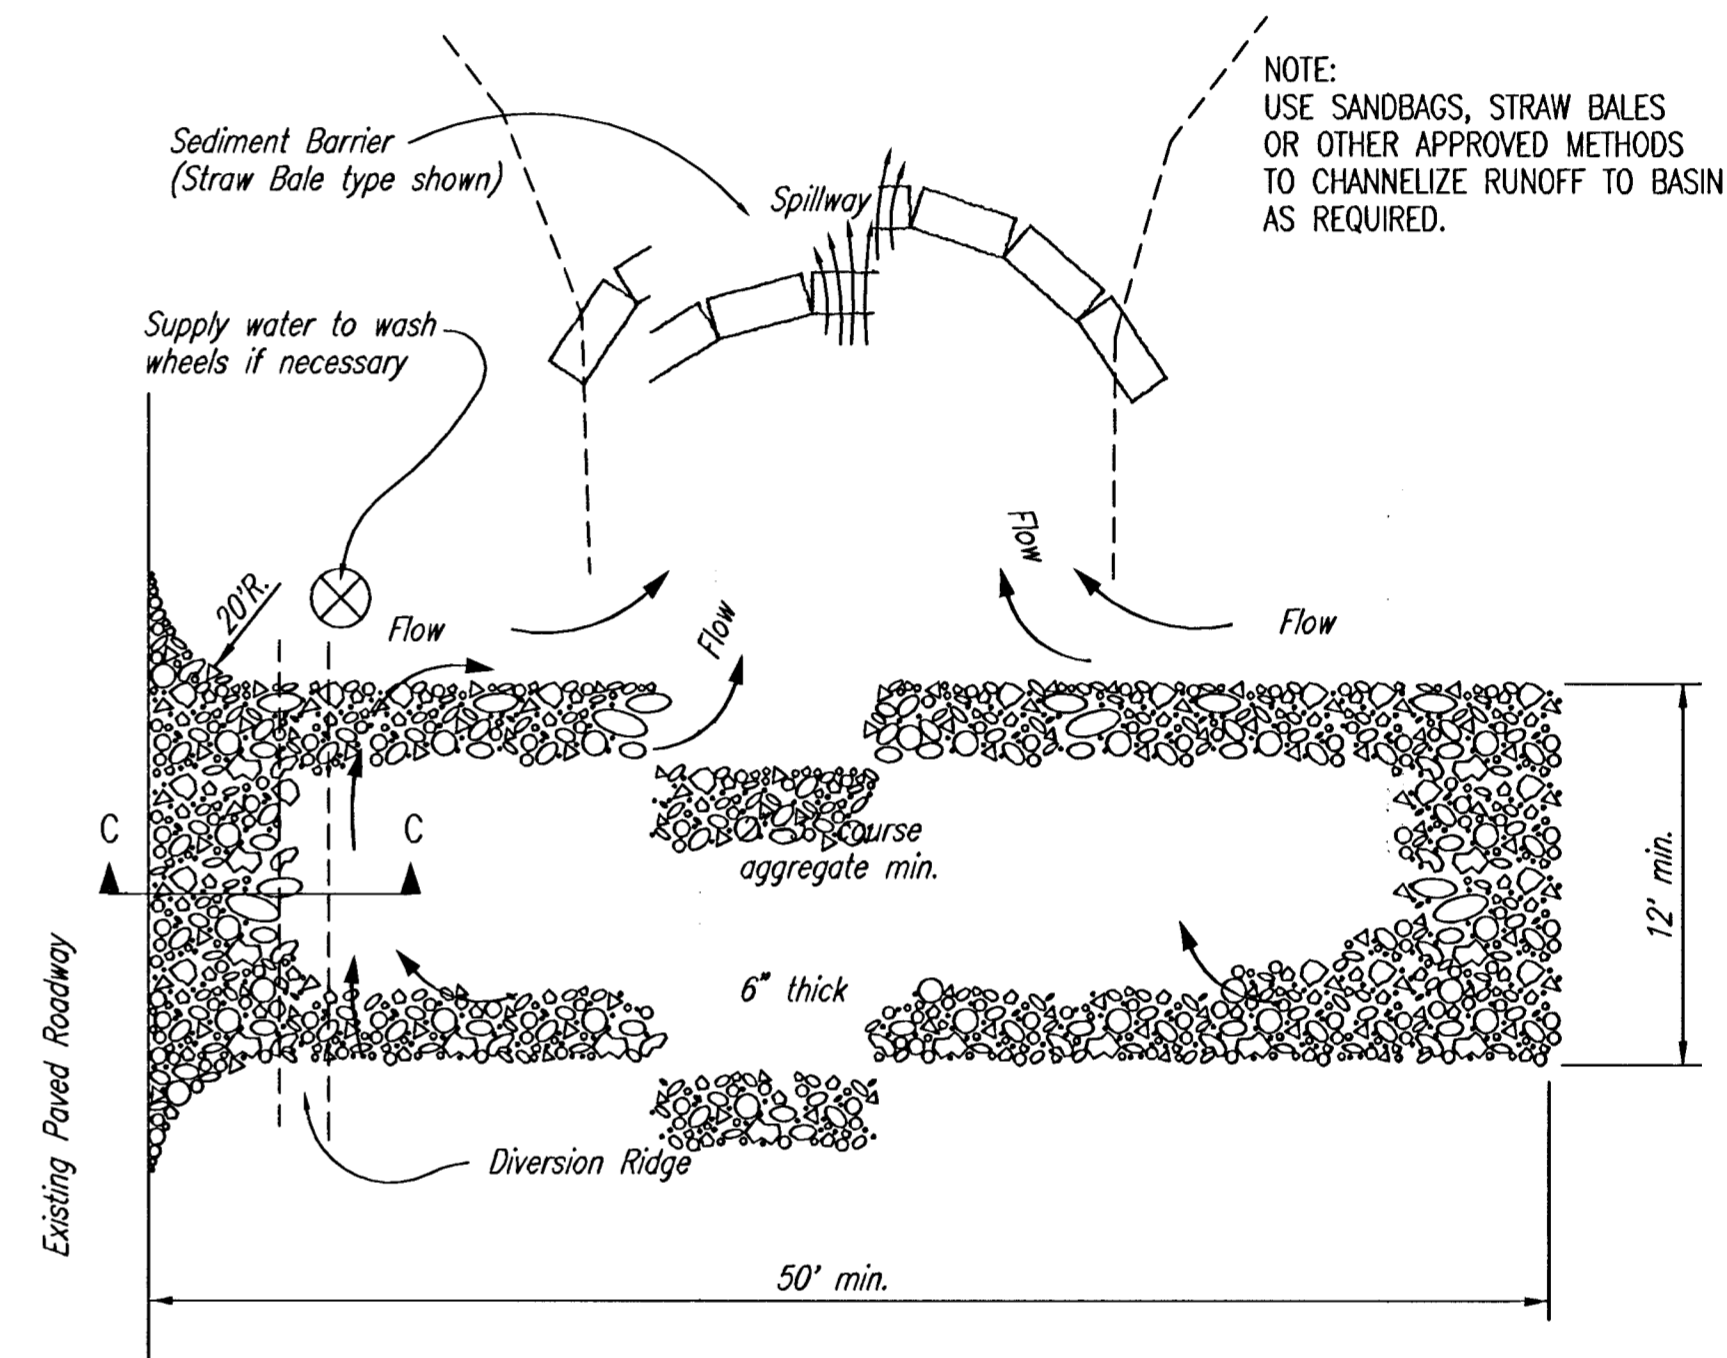 NOTE:
USE SANDBAGS, STRAW BALES
OR OTHER APPROVED METHODS
TO CHANNELIZE RUNOFF TO BASIN
AS REQUIRED.
Sediment Barrier
(Straw Bale type shown)
Spillway
Supply water to wash
wheels if necessary
Flow
20'R.
Flow
Flow
Flow
C
C
course
aggregate min.
12' min.
6" thick
Existing Paved Roadway
Diversion Ridge
50' min.